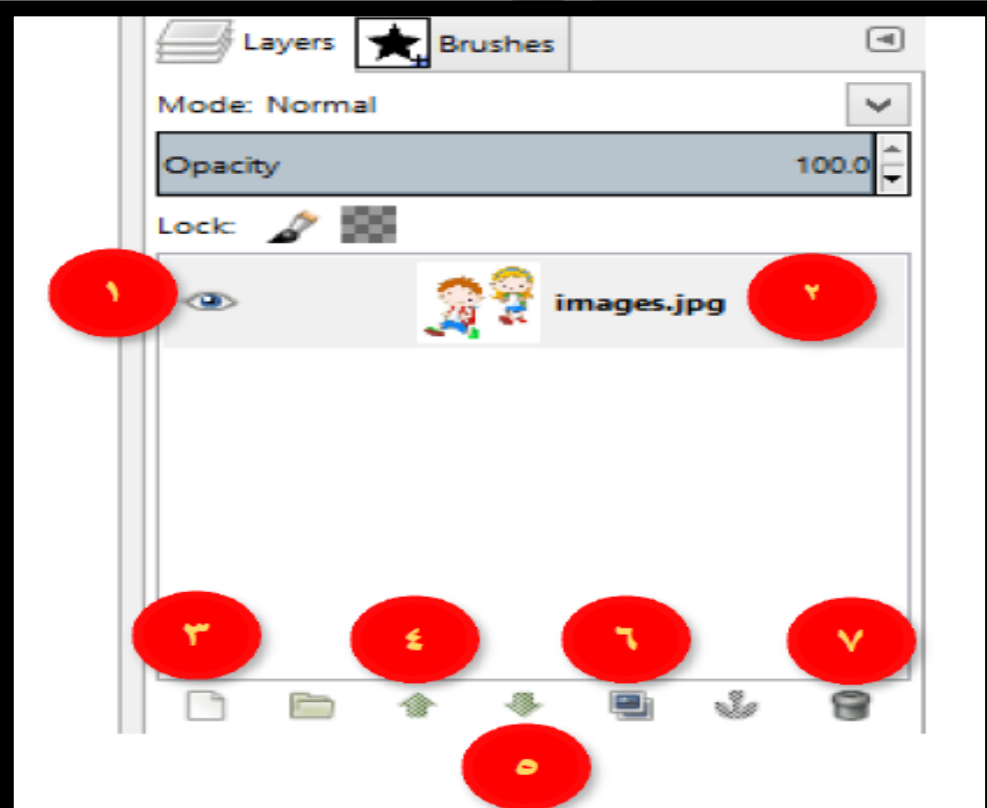 Layers Brushes
Mode: Normal
Opacity 100.0
Lock:
١ images.jpg ٢
٣ ٤ ٦ ٧
٥